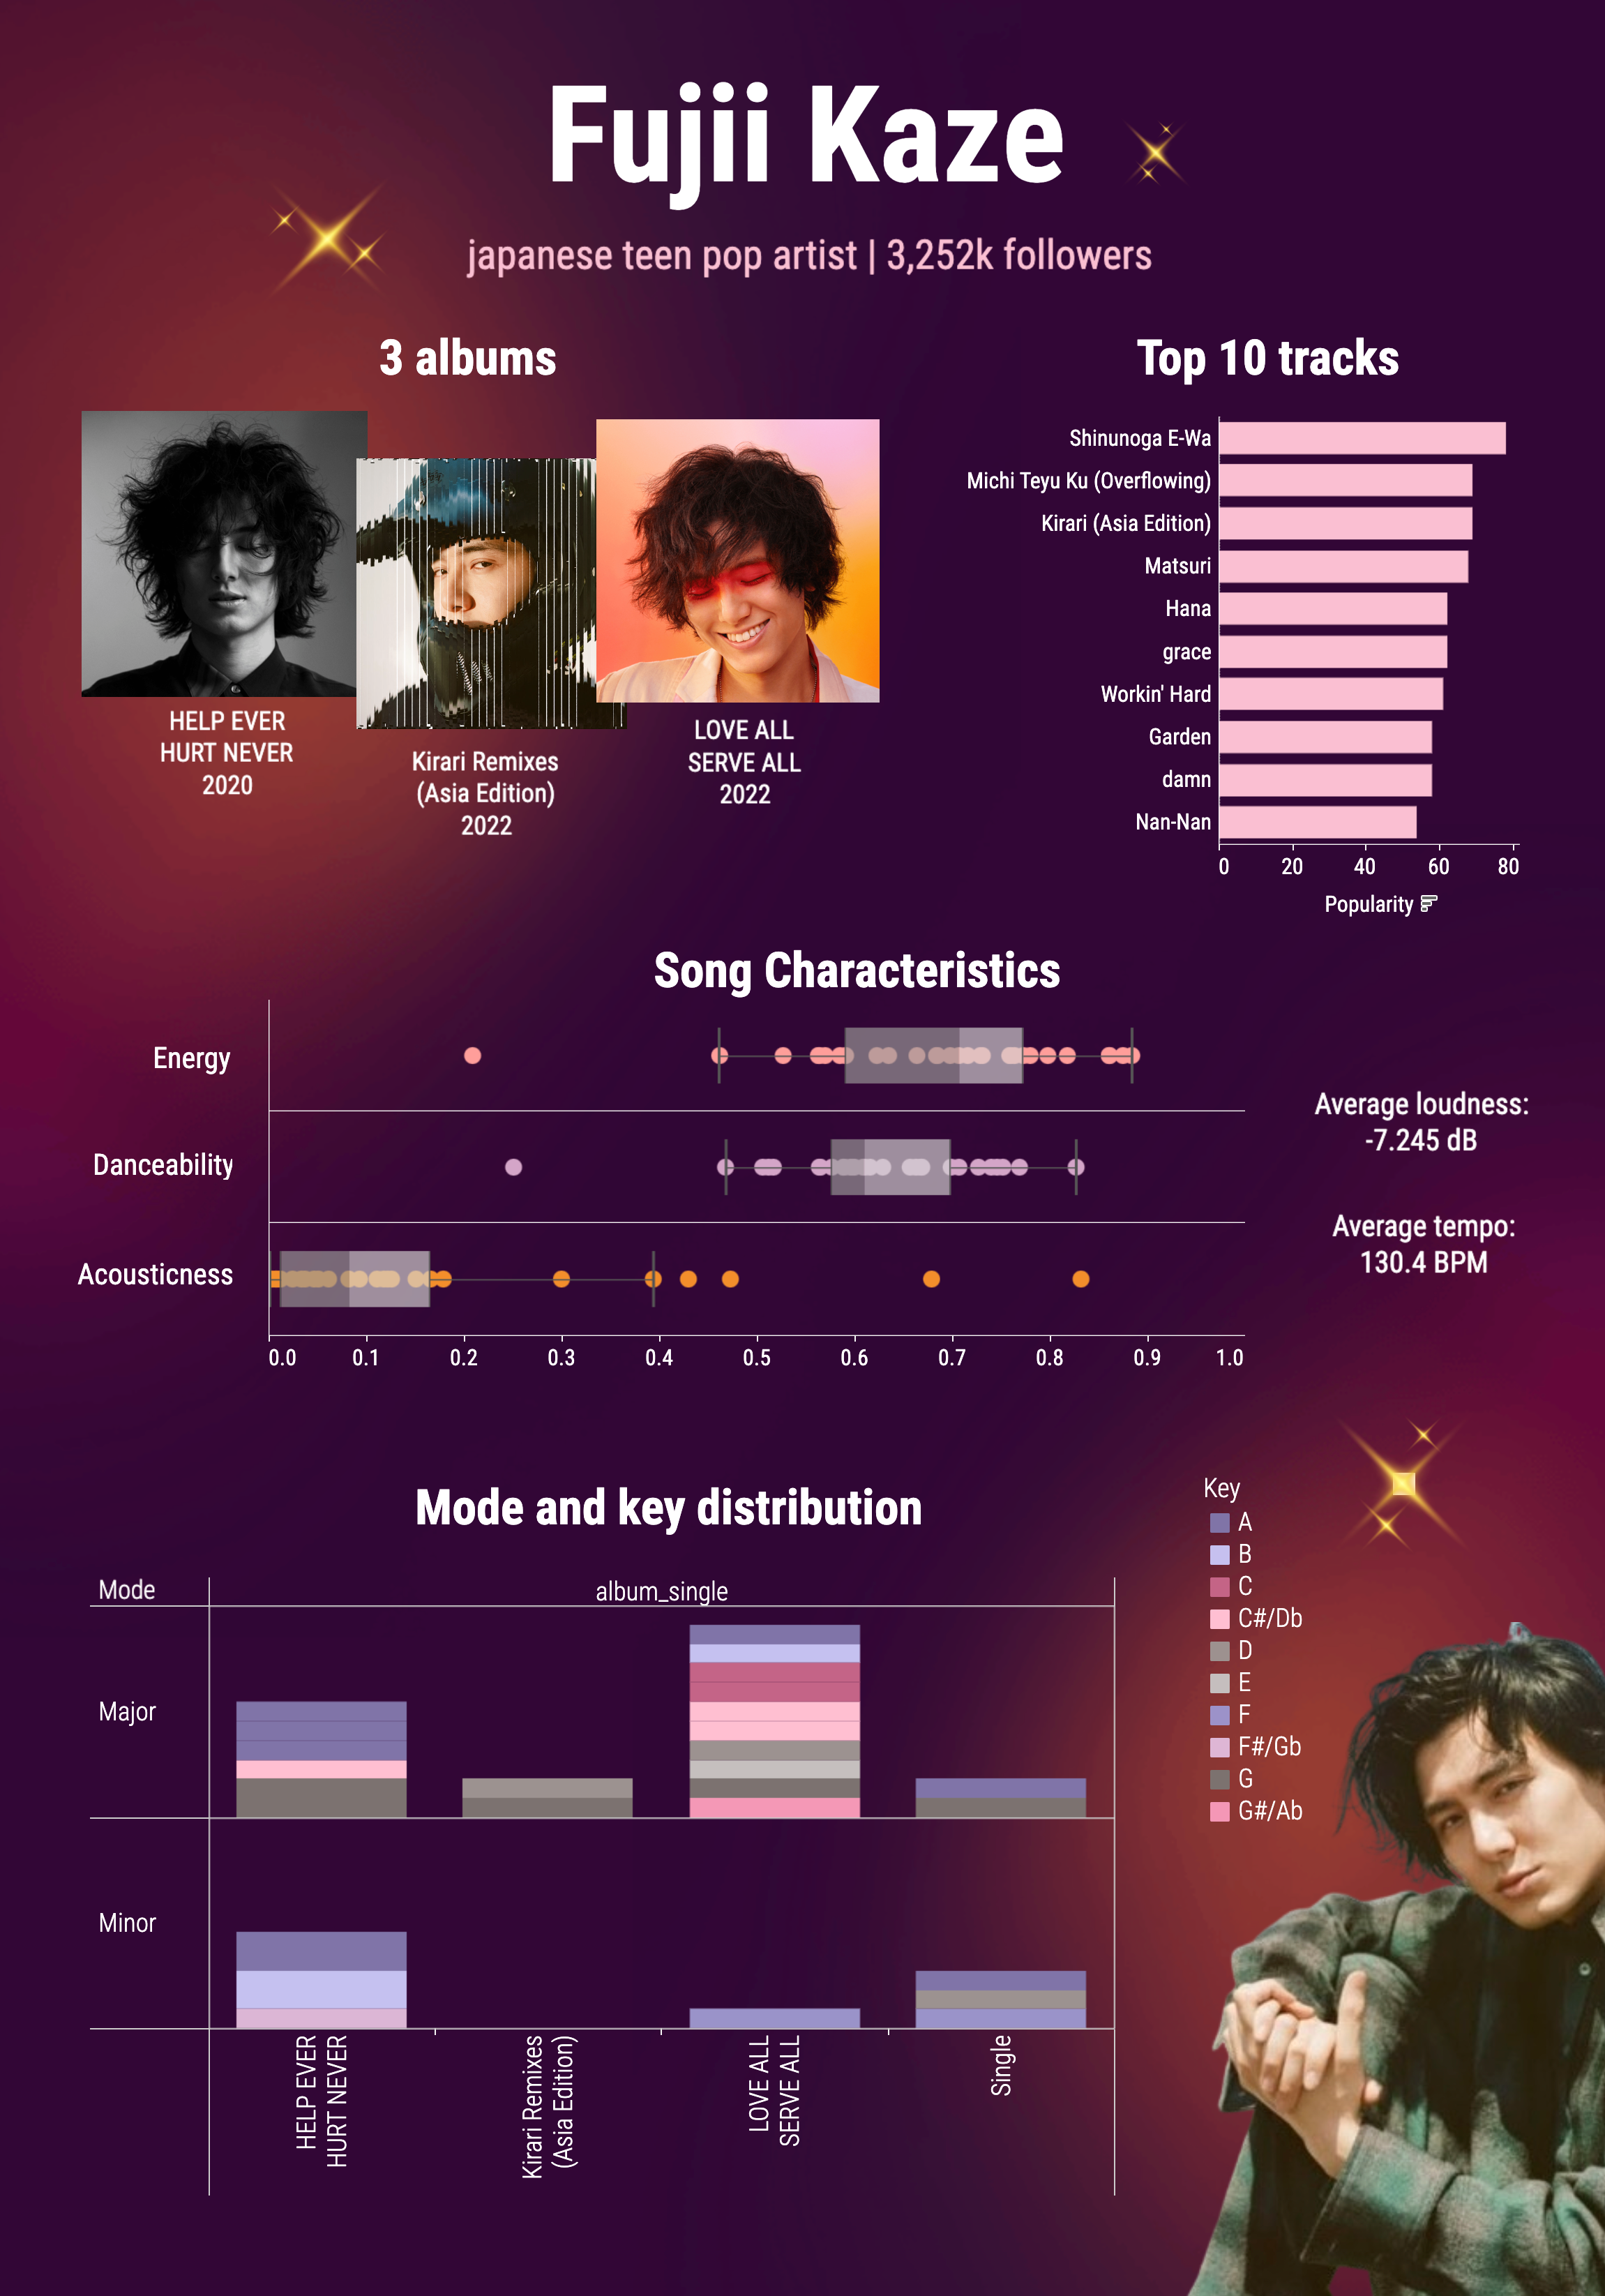 Fujii Kaze
japanese teen pop artist | 3,252k followers
3 albums
HELP EVER
HURT NEVER
2020
Kirari Remixes
(Asia Edition)
2022
LOVE ALL
SERVE ALL
2022
Top 10 tracks
Shinunoga E-Wa
Michi Teyu Ku (Overflowing)
Kirari (Asia Edition)
Matsuri
Hana
grace
Workin' Hard
Garden
damn
Nan-Nan
0 20 40 60 80
Popularity
Song Characteristics
Energy
Danceability
Acousticness
0.0 0.1 0.2 0.3 0.4 0.5 0.6 0.7 0.8 0.9 1.0
Average loudness:
-7.245 dB
Average tempo:
130.4 BPM
Mode and key distribution
Mode
album_single
Major
Minor
HELP EVER
HURT NEVER
Kirari Remixes
(Asia Edition)
LOVE ALL
SERVE ALL
Single
Key
A
B
C
C#/Db
D
E
F
F#/Gb
G
G#/Ab